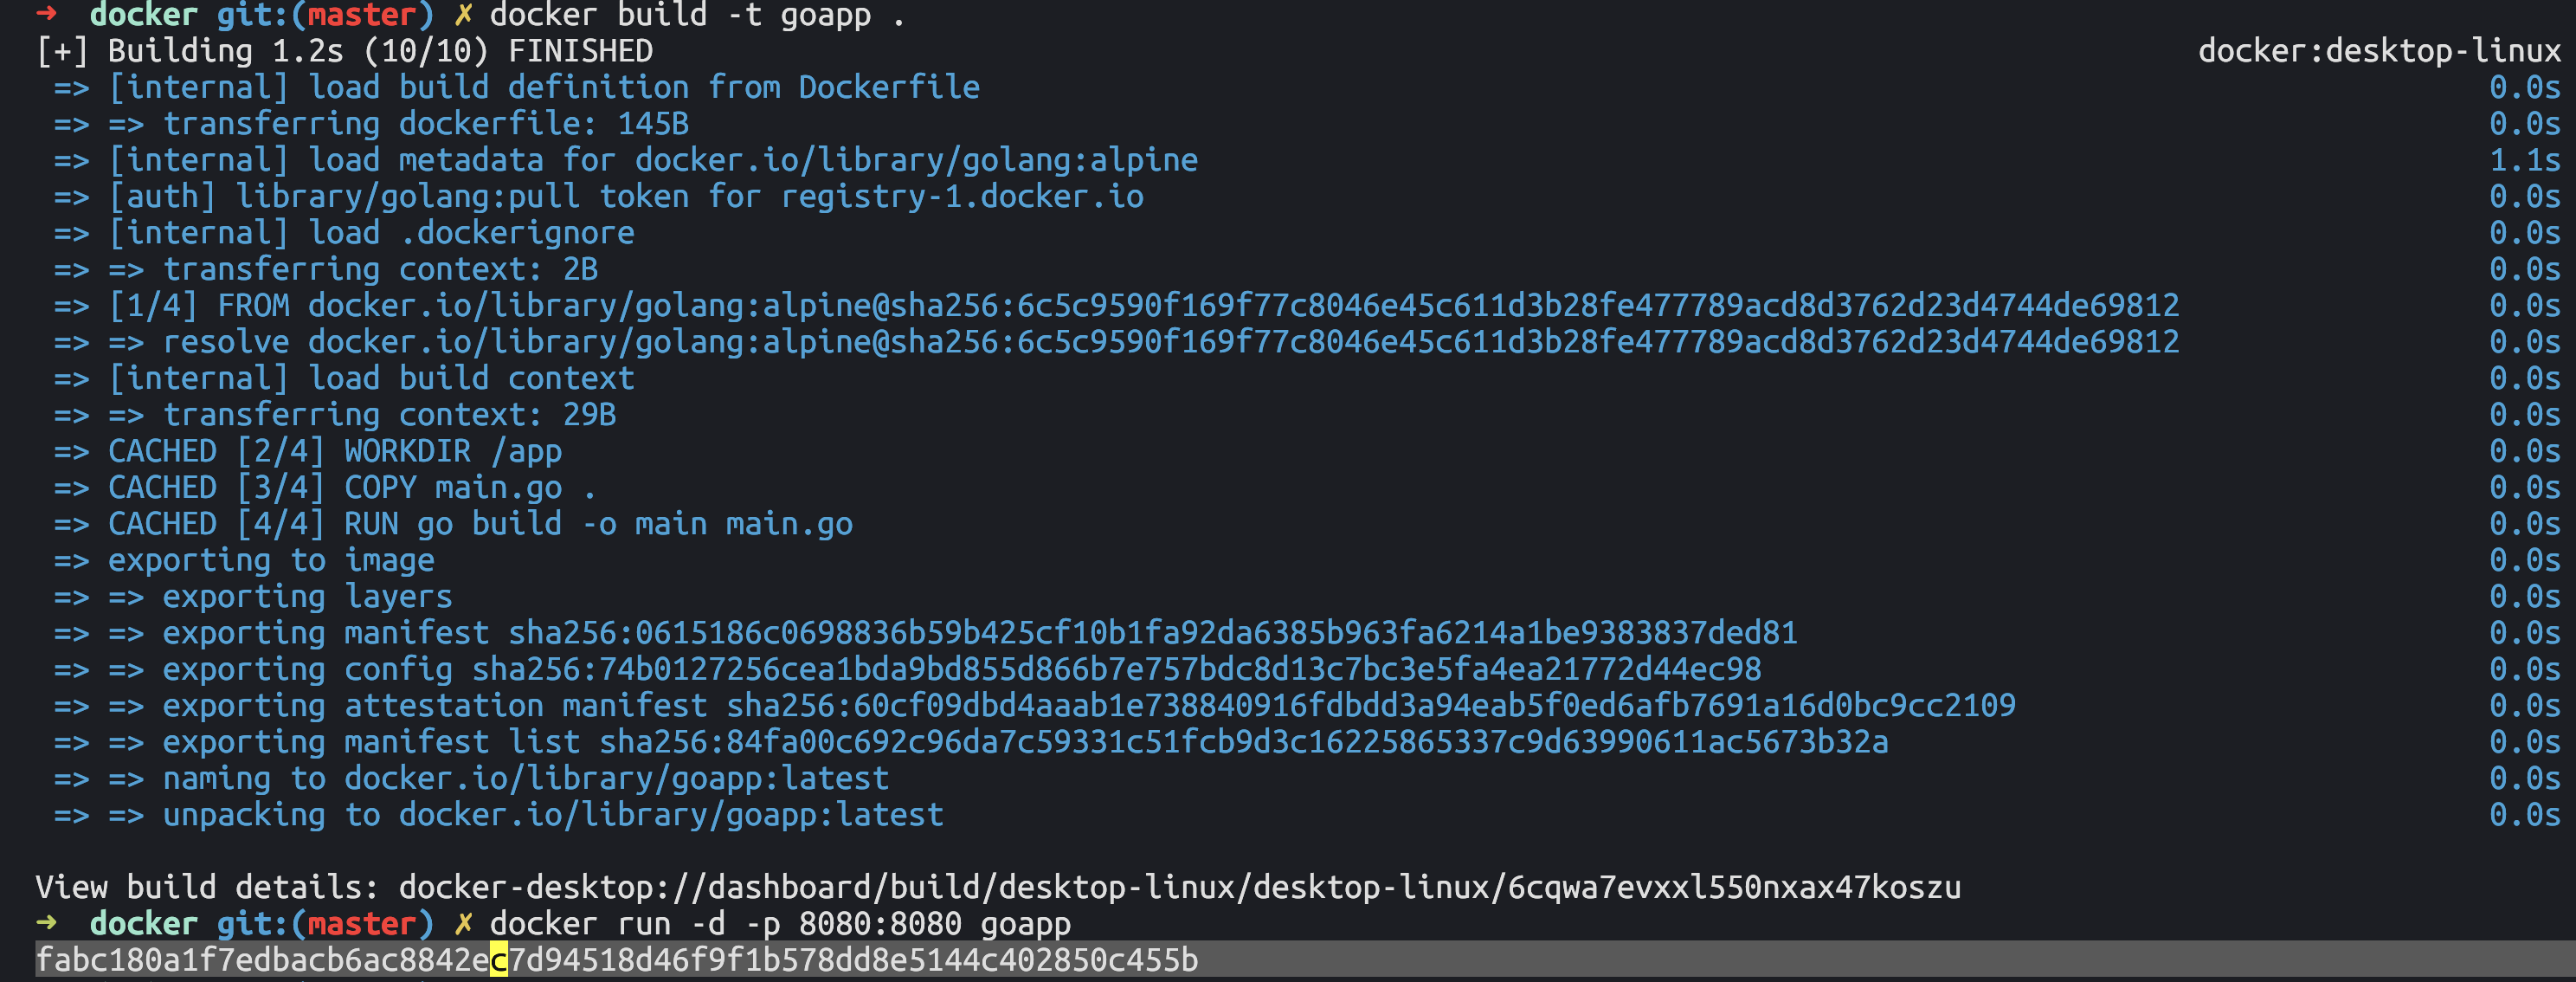 ➜  docker git:(master) ✗ docker build -t goapp .
[+] Building 1.2s (10/10) FINISHED docker:desktop-linux
=> [internal] load build definition from Dockerfile 0.0s
=> => transferring dockerfile: 145B 0.0s
=> [internal] load metadata for docker.io/library/golang:alpine 1.1s
=> [auth] library/golang:pull token for registry-1.docker.io 0.0s
=> [internal] load .dockerignore 0.0s
=> => transferring context: 2B 0.0s
=> [1/4] FROM docker.io/library/golang:alpine@sha256:6c5c9590f169f77c8046e45c611d3b28fe477789acd8d3762d23d4744de69812 0.0s
=> => resolve docker.io/library/golang:alpine@sha256:6c5c9590f169f77c8046e45c611d3b28fe477789acd8d3762d23d4744de69812 0.0s
=> [internal] load build context 0.0s
=> => transferring context: 29B 0.0s
=> CACHED [2/4] WORKDIR /app 0.0s
=> CACHED [3/4] COPY main.go . 0.0s
=> CACHED [4/4] RUN go build -o main main.go 0.0s
=> exporting to image 0.0s
=> => exporting layers 0.0s
=> => exporting manifest sha256:0615186c0698836b59b425cf10b1fa92da6385b963fa6214a1be9383837ded81 0.0s
=> => exporting config sha256:74b0127256cea1bda9bd855d866b7e757bdc8d13c7bc3e5fa4ea21772d44ec98 0.0s
=> => exporting attestation manifest sha256:60cf09dbd4aaab1e738840916fdbdd3a94eab5f0ed6afb7691a16d0bc9cc2109 0.0s
=> => exporting manifest list sha256:84fa00c692c96da7c59331c51fcb9d3c16225865337c9d63990611ac5673b32a 0.0s
=> => naming to docker.io/library/goapp:latest 0.0s
=> => unpacking to docker.io/library/goapp:latest 0.0s
View build details: docker-desktop://dashboard/build/desktop-linux/desktop-linux/6cqwa7evxxl550nxax47koszu
➜  docker git:(master) ✗ docker run -d -p 8080:8080 goapp
fabc180a1f7edbacb6ac8842ec7d94518d46f9f1b578dd8e5144c402850c455b